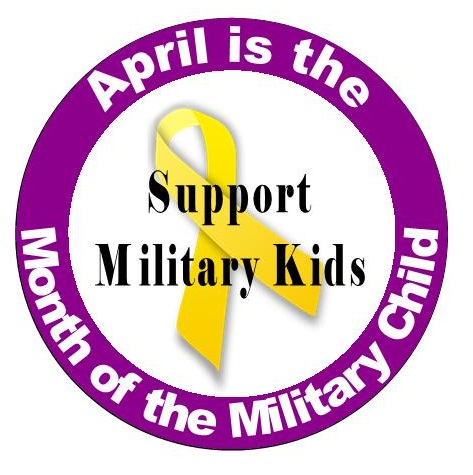 April is the
Support
Military Kids
Month of the Military Child